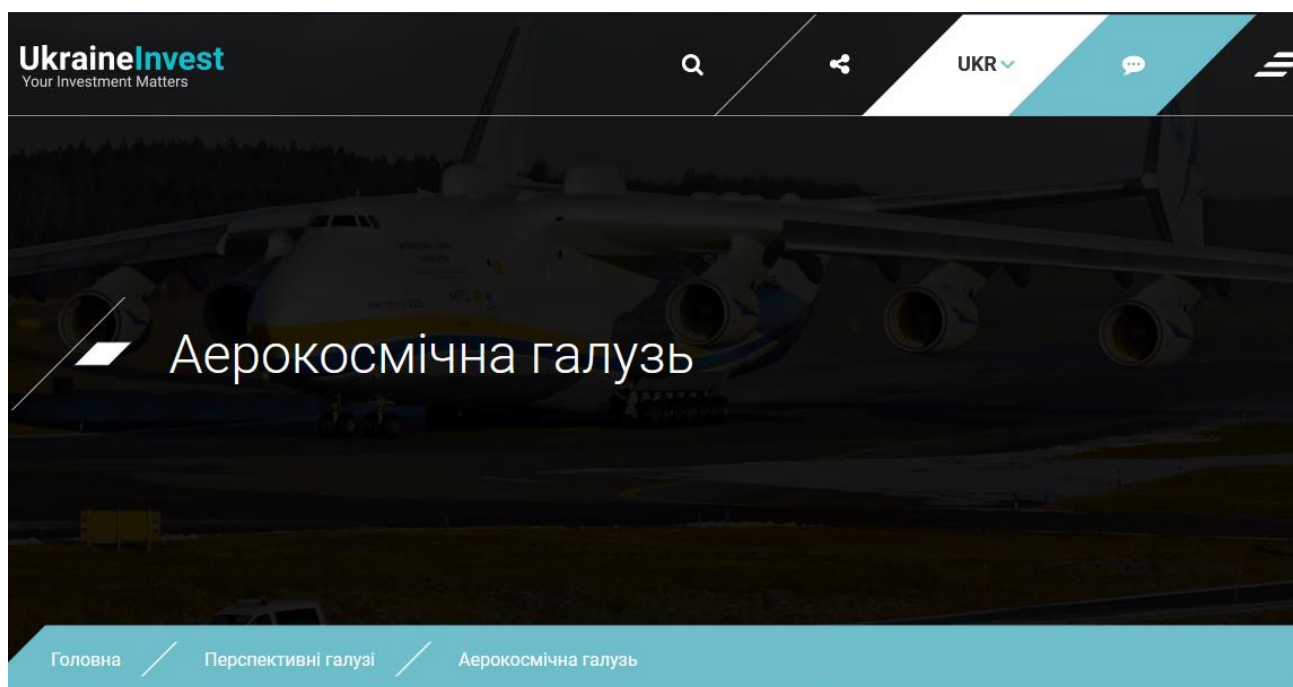 UkraineInvest
Your Investment Matters
UKR
Аерокосмічна галузь
Головна
Перспективні галузі
Аерокосмічна галузь